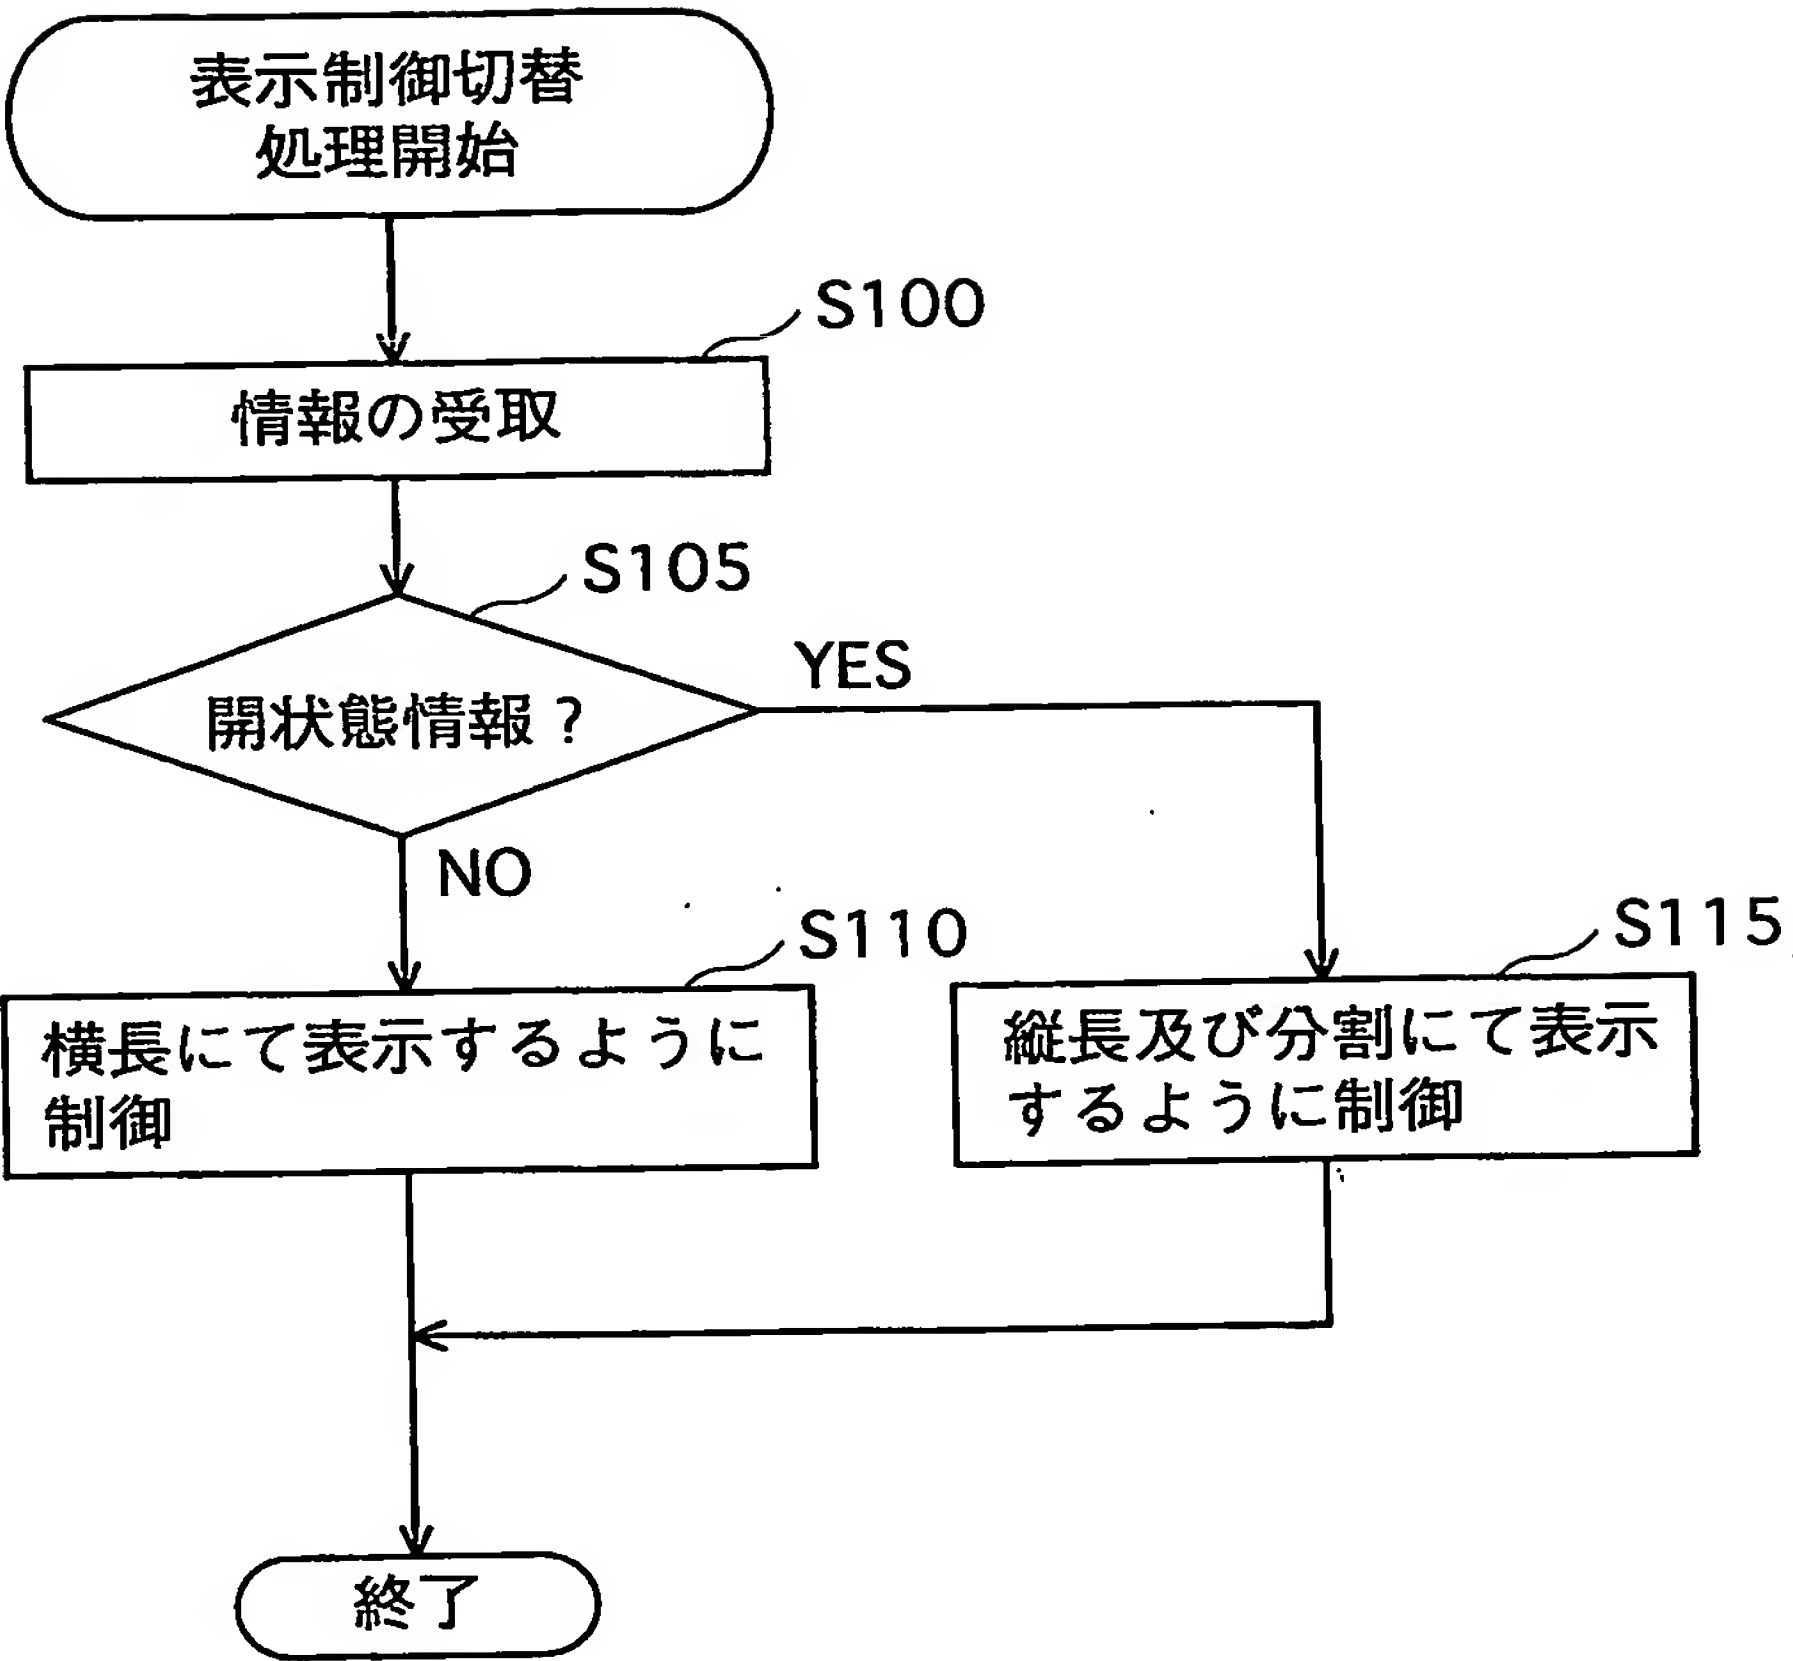 表示制御切替
処理開始
S100
情報の受取
S105
開状態情報？
YES
NO
S110
横長にて表示するように
制御
S115
縦長及び分割にて表示
するように制御
終了